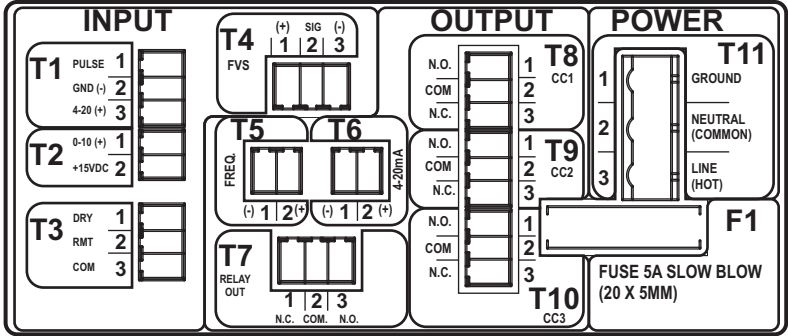 INPUT
T1
PULSE 1
GND (-) 2
4-20 (+) 3
T2
0-10 (+) 1
+15VDC 2
T3
DRY 1
RMT 2
COM 3
T4
FVS
(+) SIG (-)
1 2 3
T5
FREQ.
(-) 1 2 (+)
T6
4-20mA
(-) 1 2 (+)
T7
RELAY
OUT
1 2 3
N.C. COM. N.O.
OUTPUT
T8
CC1
N.O. 1
COM 2
N.C. 3
T9
CC2
N.O. 1
COM 2
N.C. 3
N.O. 1
COM 2
N.C. 3
T10
CC3
POWER
T11
1 GROUND
2 NEUTRAL
(COMMON)
3 LINE
(HOT)
F1
FUSE 5A SLOW BLOW
(20 X 5MM)